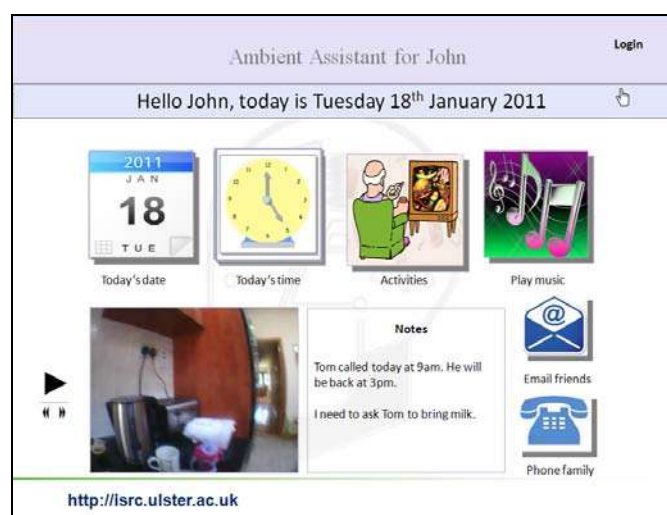 Login
Ambient Assistant for John
Hello John, today is Tuesday 18th January 2011
2011
JAN
18
TUE
Today's date
Today's time
Activities
Play music
Notes
Tom called today at 9am. He will
be back at 3pm.
I need to ask Tom to bring milk.
@
Email friends
Phone family
http://isrc.ulster.ac.uk